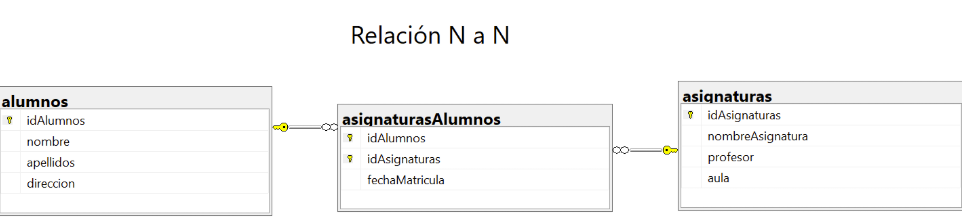 Relación N a N
alumnos
idAlumnos
nombre
apellidos
direccion
asignaturasAlumnos
idAlumnos
idAsignaturas
fechaMatricula
asignaturas
idAsignaturas
nombreAsignatura
profesor
aula